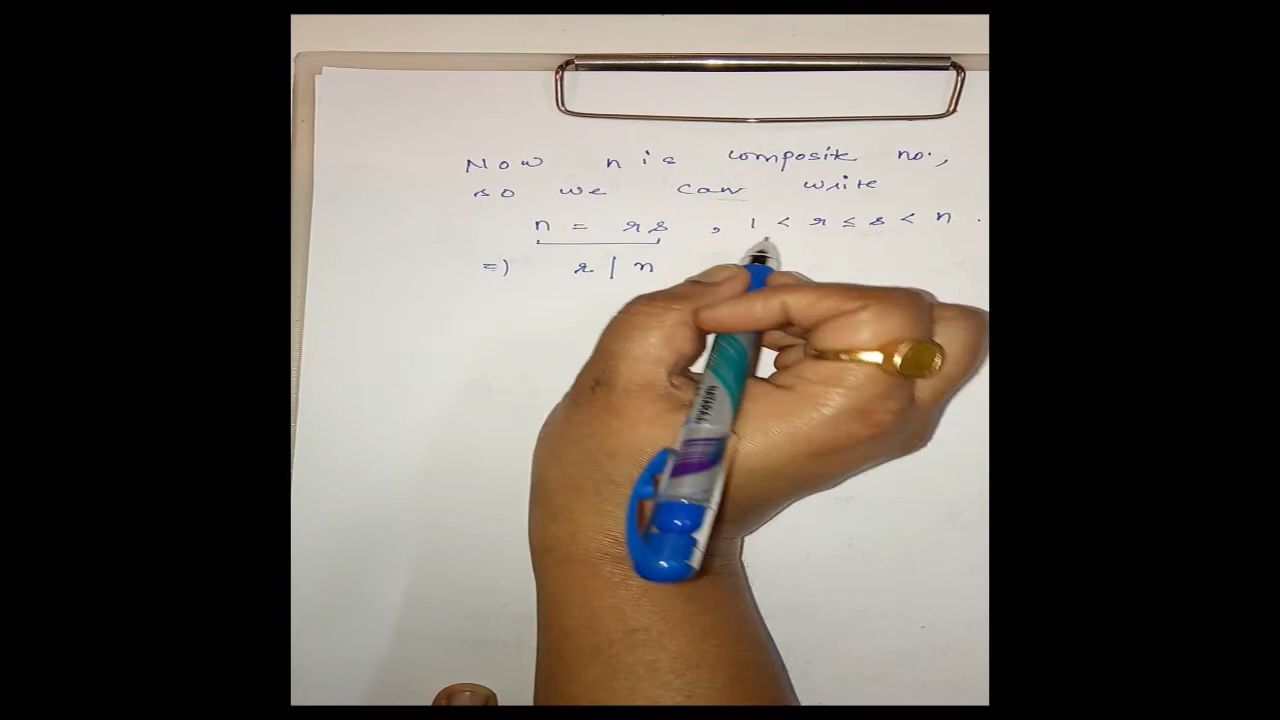 Now n is composite no.,
so we can write
n = rs , 1 < r ≤ s < n .
=) r | n